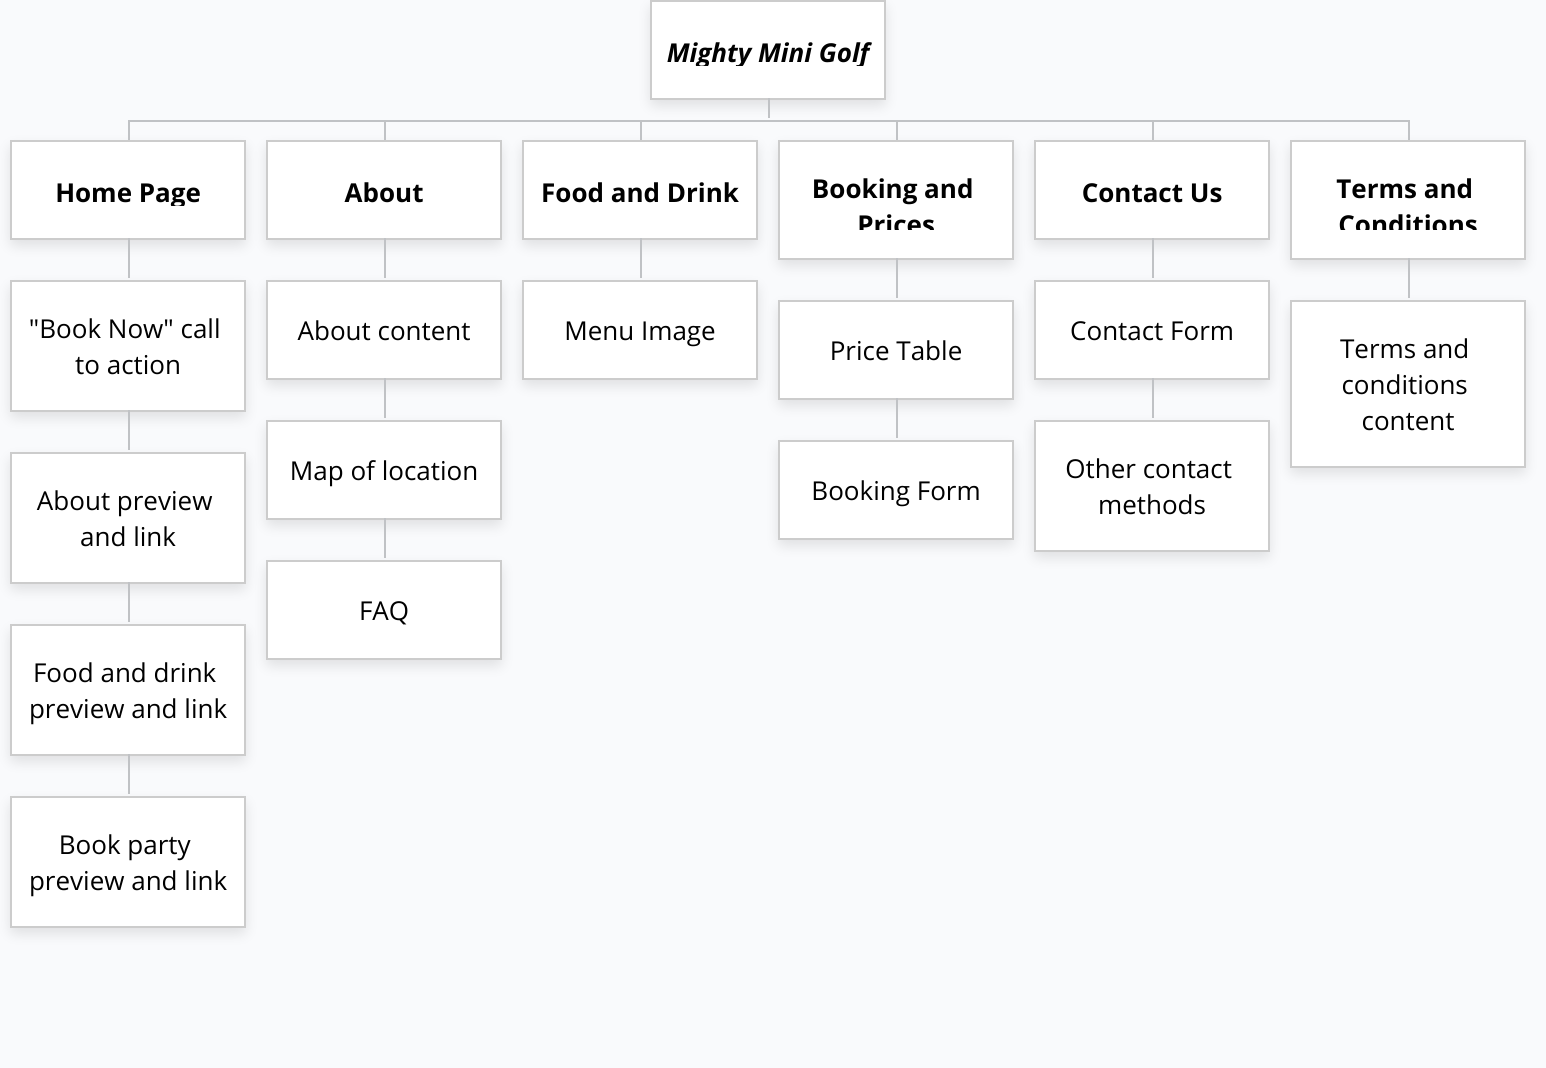 Mighty Mini Golf
Home Page
"Book Now" call
to action
About preview
and link
Food and drink
preview and link
Book party
preview and link
About
About content
Map of location
FAQ
Food and Drink
Menu Image
Booking and
Prices
Price Table
Booking Form
Contact Us
Contact Form
Other contact
methods
Terms and
Conditions
Terms and
conditions
content